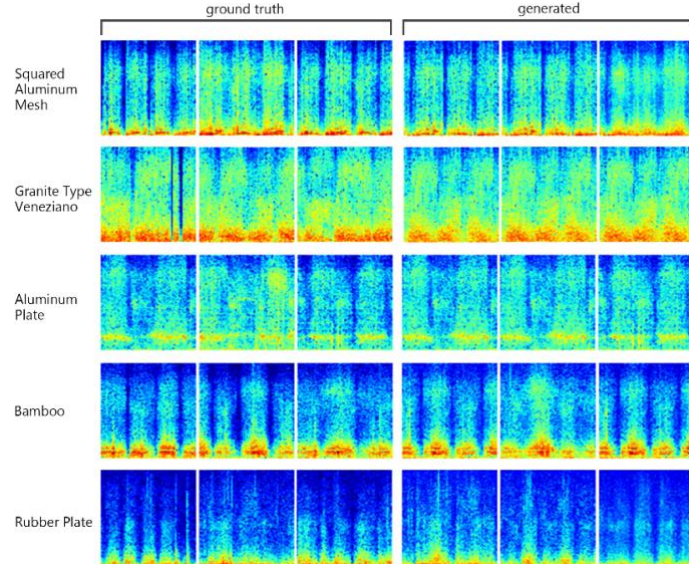 ground truth
generated
Squared
Aluminum
Mesh
Granite Type
Veneziano
Aluminum
Plate
Bamboo
Rubber Plate